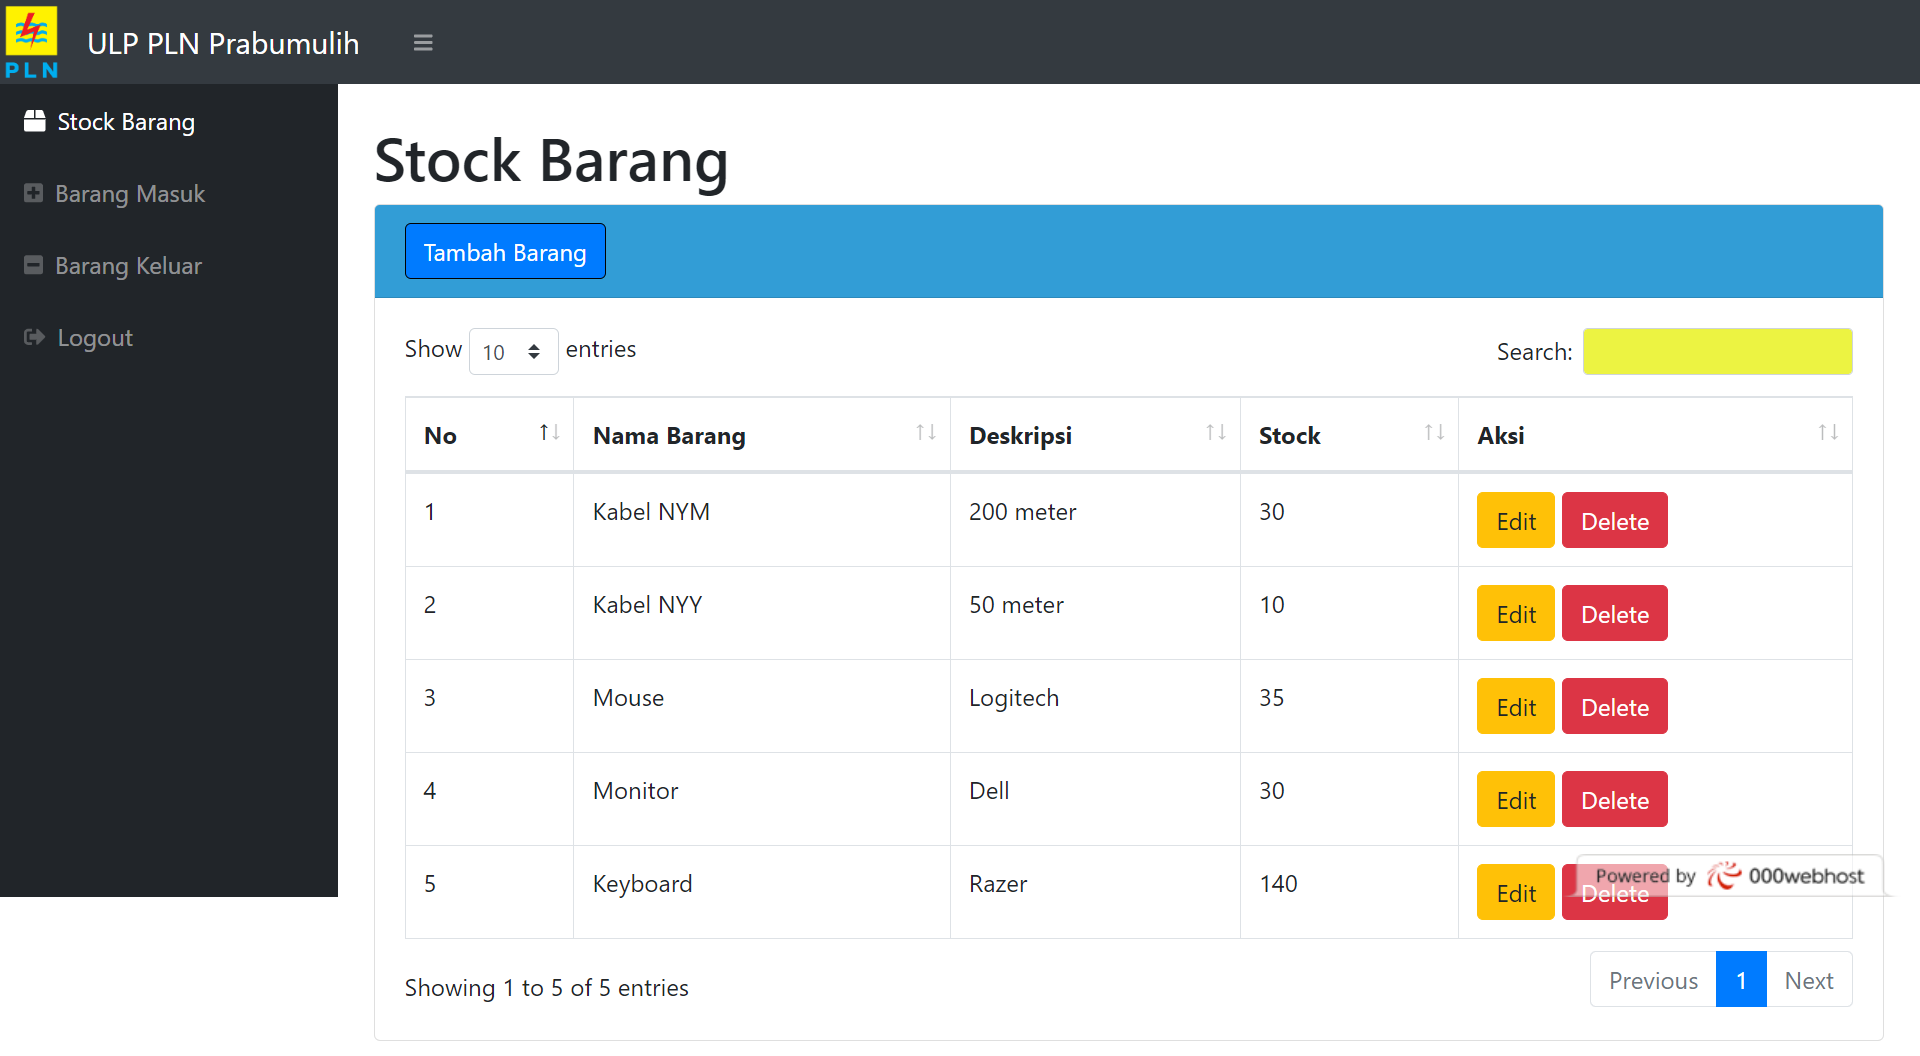 PLN
ULP PLN Prabumulih
Stock Barang
Barang Masuk
Barang Keluar
Logout
Stock Barang
Tambah Barang
Show 10 entries
Search:
No Nama Barang Deskripsi Stock Aksi
1 Kabel NYM 200 meter 30 Edit Delete
2 Kabel NYY 50 meter 10 Edit Delete
3 Mouse Logitech 35 Edit Delete
4 Monitor Dell 30 Edit Delete
5 Keyboard Razer 140 Edit Delete
Powered by 000webhost
Showing 1 to 5 of 5 entries
Previous 1 Next